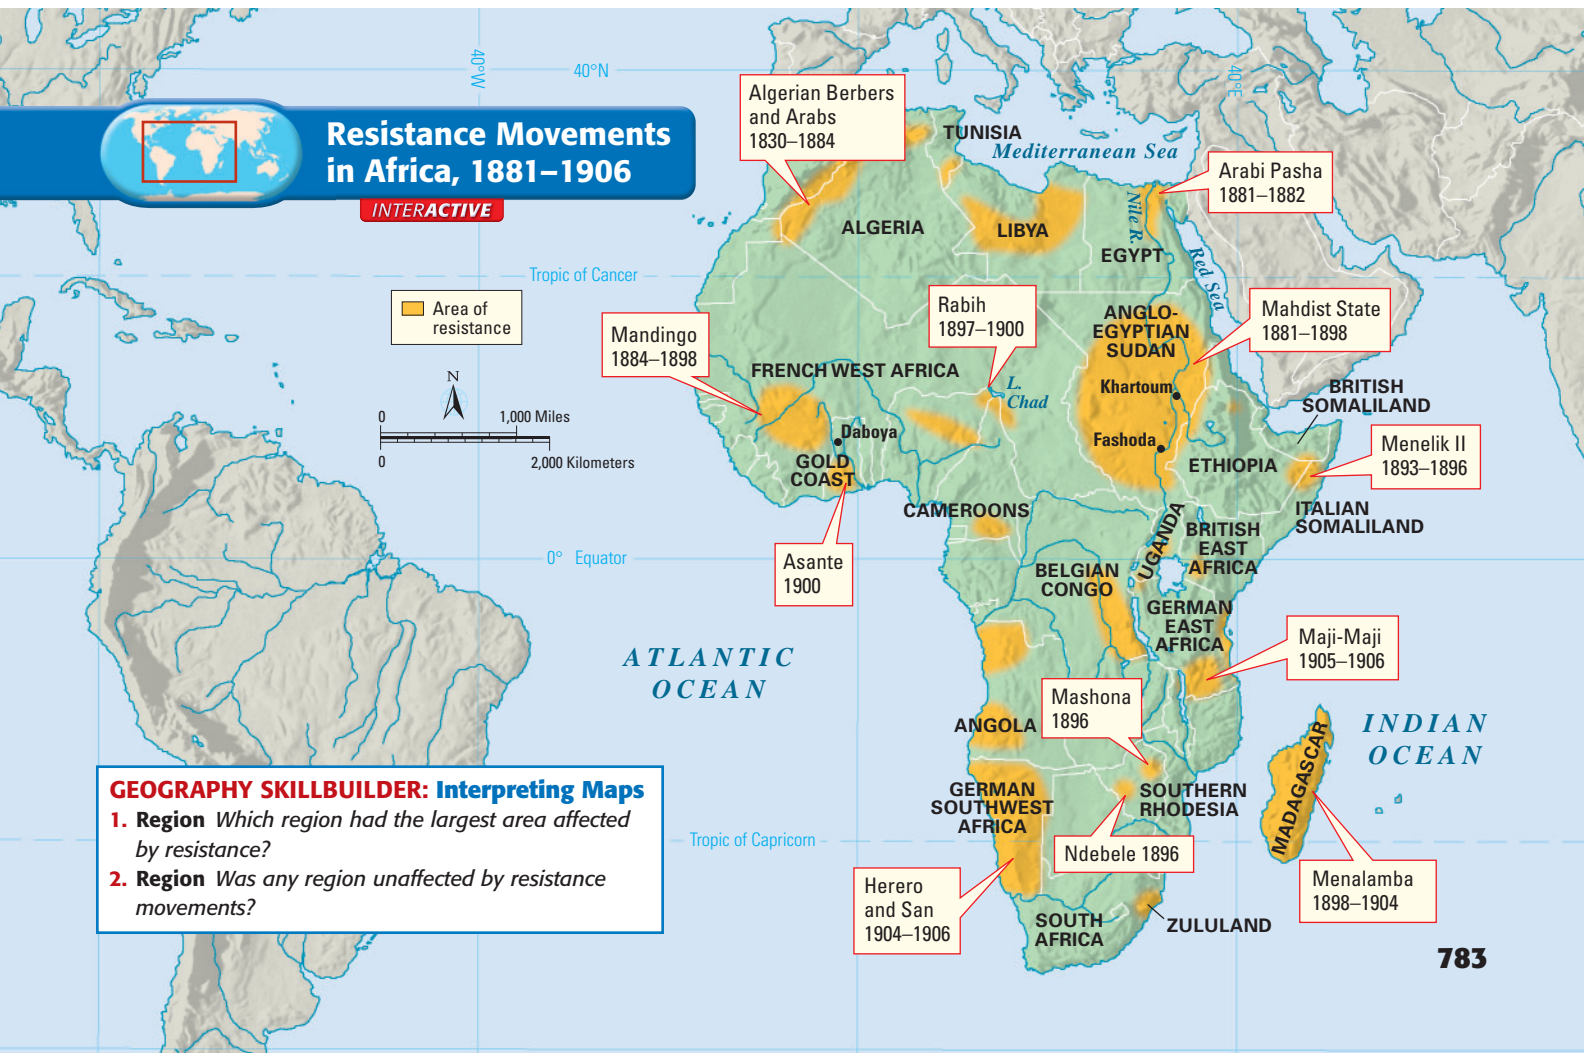 40°W
40°N
40°E
Resistance Movements
in Africa, 1881–1906
INTERACTIVE
Algerian Berbers
and Arabs
1830–1884
TUNISIA
Mediterranean Sea
Arabi Pasha
1881–1882
Nile R.
ALGERIA
LIBYA
EGYPT
Red Sea
Tropic of Cancer
Area of
resistance
Mandingo
1884–1898
Rabih
1897–1900
ANGLO-
EGYPTIAN
SUDAN
Mahdist State
1881–1898
FRENCH WEST AFRICA
L.
Chad
Khartoum
BRITISH
SOMALILAND
N
0
1,000 Miles
0
2,000 Kilometers
Daboya
Fashoda
Menelik II
1893–1896
GOLD
COAST
ETHIOPIA
CAMEROONS
ITALIAN
SOMALILAND
UGANDA
BRITISH
EAST
AFRICA
0° Equator
Asante
1900
BELGIAN
CONGO
GERMAN
EAST
AFRICA
Maji-Maji
1905–1906
ATLANTIC
OCEAN
Mashona
1896
ANGOLA
INDIAN
OCEAN
MADAGASCAR
GERMAN
SOUTHWEST
AFRICA
SOUTHERN
RHODESIA
Tropic of Capricorn
Ndebele 1896
Herero
and San
1904–1906
Menalamba
1898–1904
SOUTH
AFRICA
ZULULAND
GEOGRAPHY SKILLBUILDER: Interpreting Maps
1. Region Which region had the largest area affected
by resistance?
2. Region Was any region unaffected by resistance
movements?
783